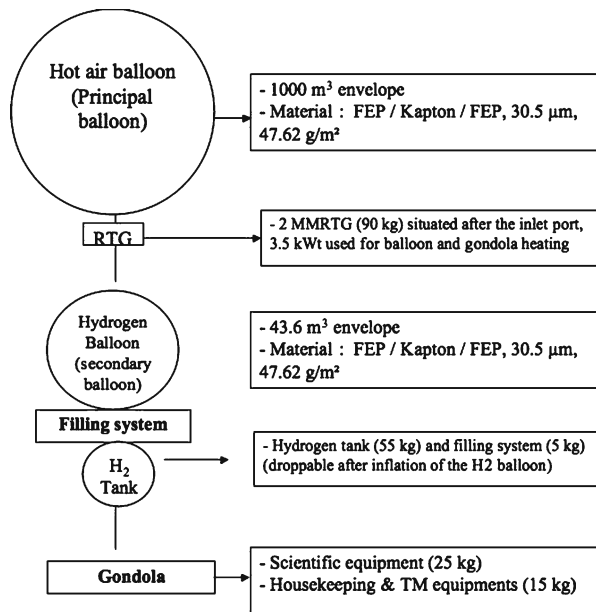 Hot air balloon
(Principal
balloon)
- 1000 m³ envelope
- Material : FEP / Kapton / FEP, 30.5 µm,
47.62 g/m²
RTG
- 2 MMRTG (90 kg) situated after the inlet port,
3.5 kWt used for balloon and gondola heating
Hydrogen
Balloon
(secondary
balloon)
- 43.6 m³ envelope
- Material : FEP / Kapton / FEP, 30.5 µm,
47.62 g/m²
Filling system
H₂
Tank
- Hydrogen tank (55 kg) and filling system (5 kg)
(droppable after inflation of the H2 balloon)
Gondola
- Scientific equipment (25 kg)
- Housekeeping & TM equipments (15 kg)